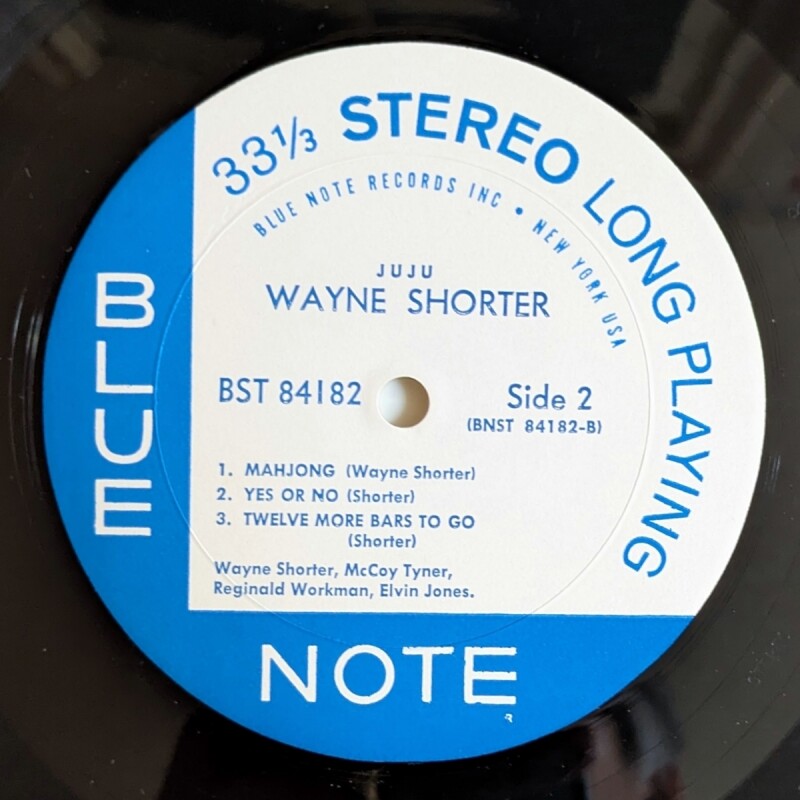 33⅓ STEREO LONG PLAYING
BLUE NOTE RECORDS INC • NEW YORK USA
JUJU
WAYNE SHORTER
BST 84182
Side 2
(BNST 84182-B)
1. MAHJONG (Wayne Shorter)
2. YES OR NO (Shorter)
3. TWELVE MORE BARS TO GO
(Shorter)
Wayne Shorter, McCoy Tyner,
Reginald Workman, Elvin Jones.
BLUE
NOTE
R